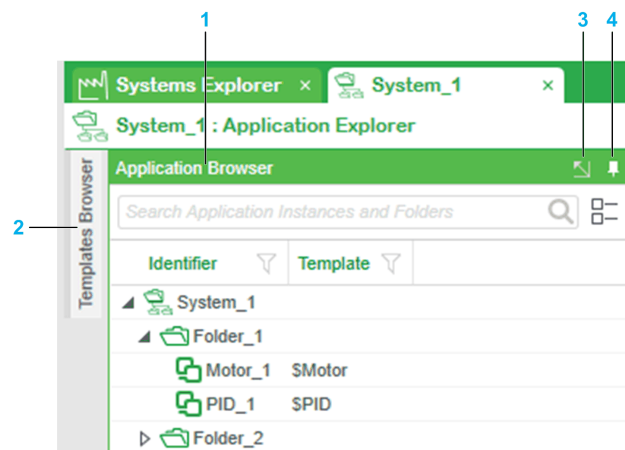 1 3 4
Systems Explorer × System_1 ×
System_1 : Application Explorer
Application Browser
Templates Browser
2
Search Application Instances and Folders
Identifier Template
System_1
Folder_1
Motor_1 $Motor
PID_1 $PID
Folder_2